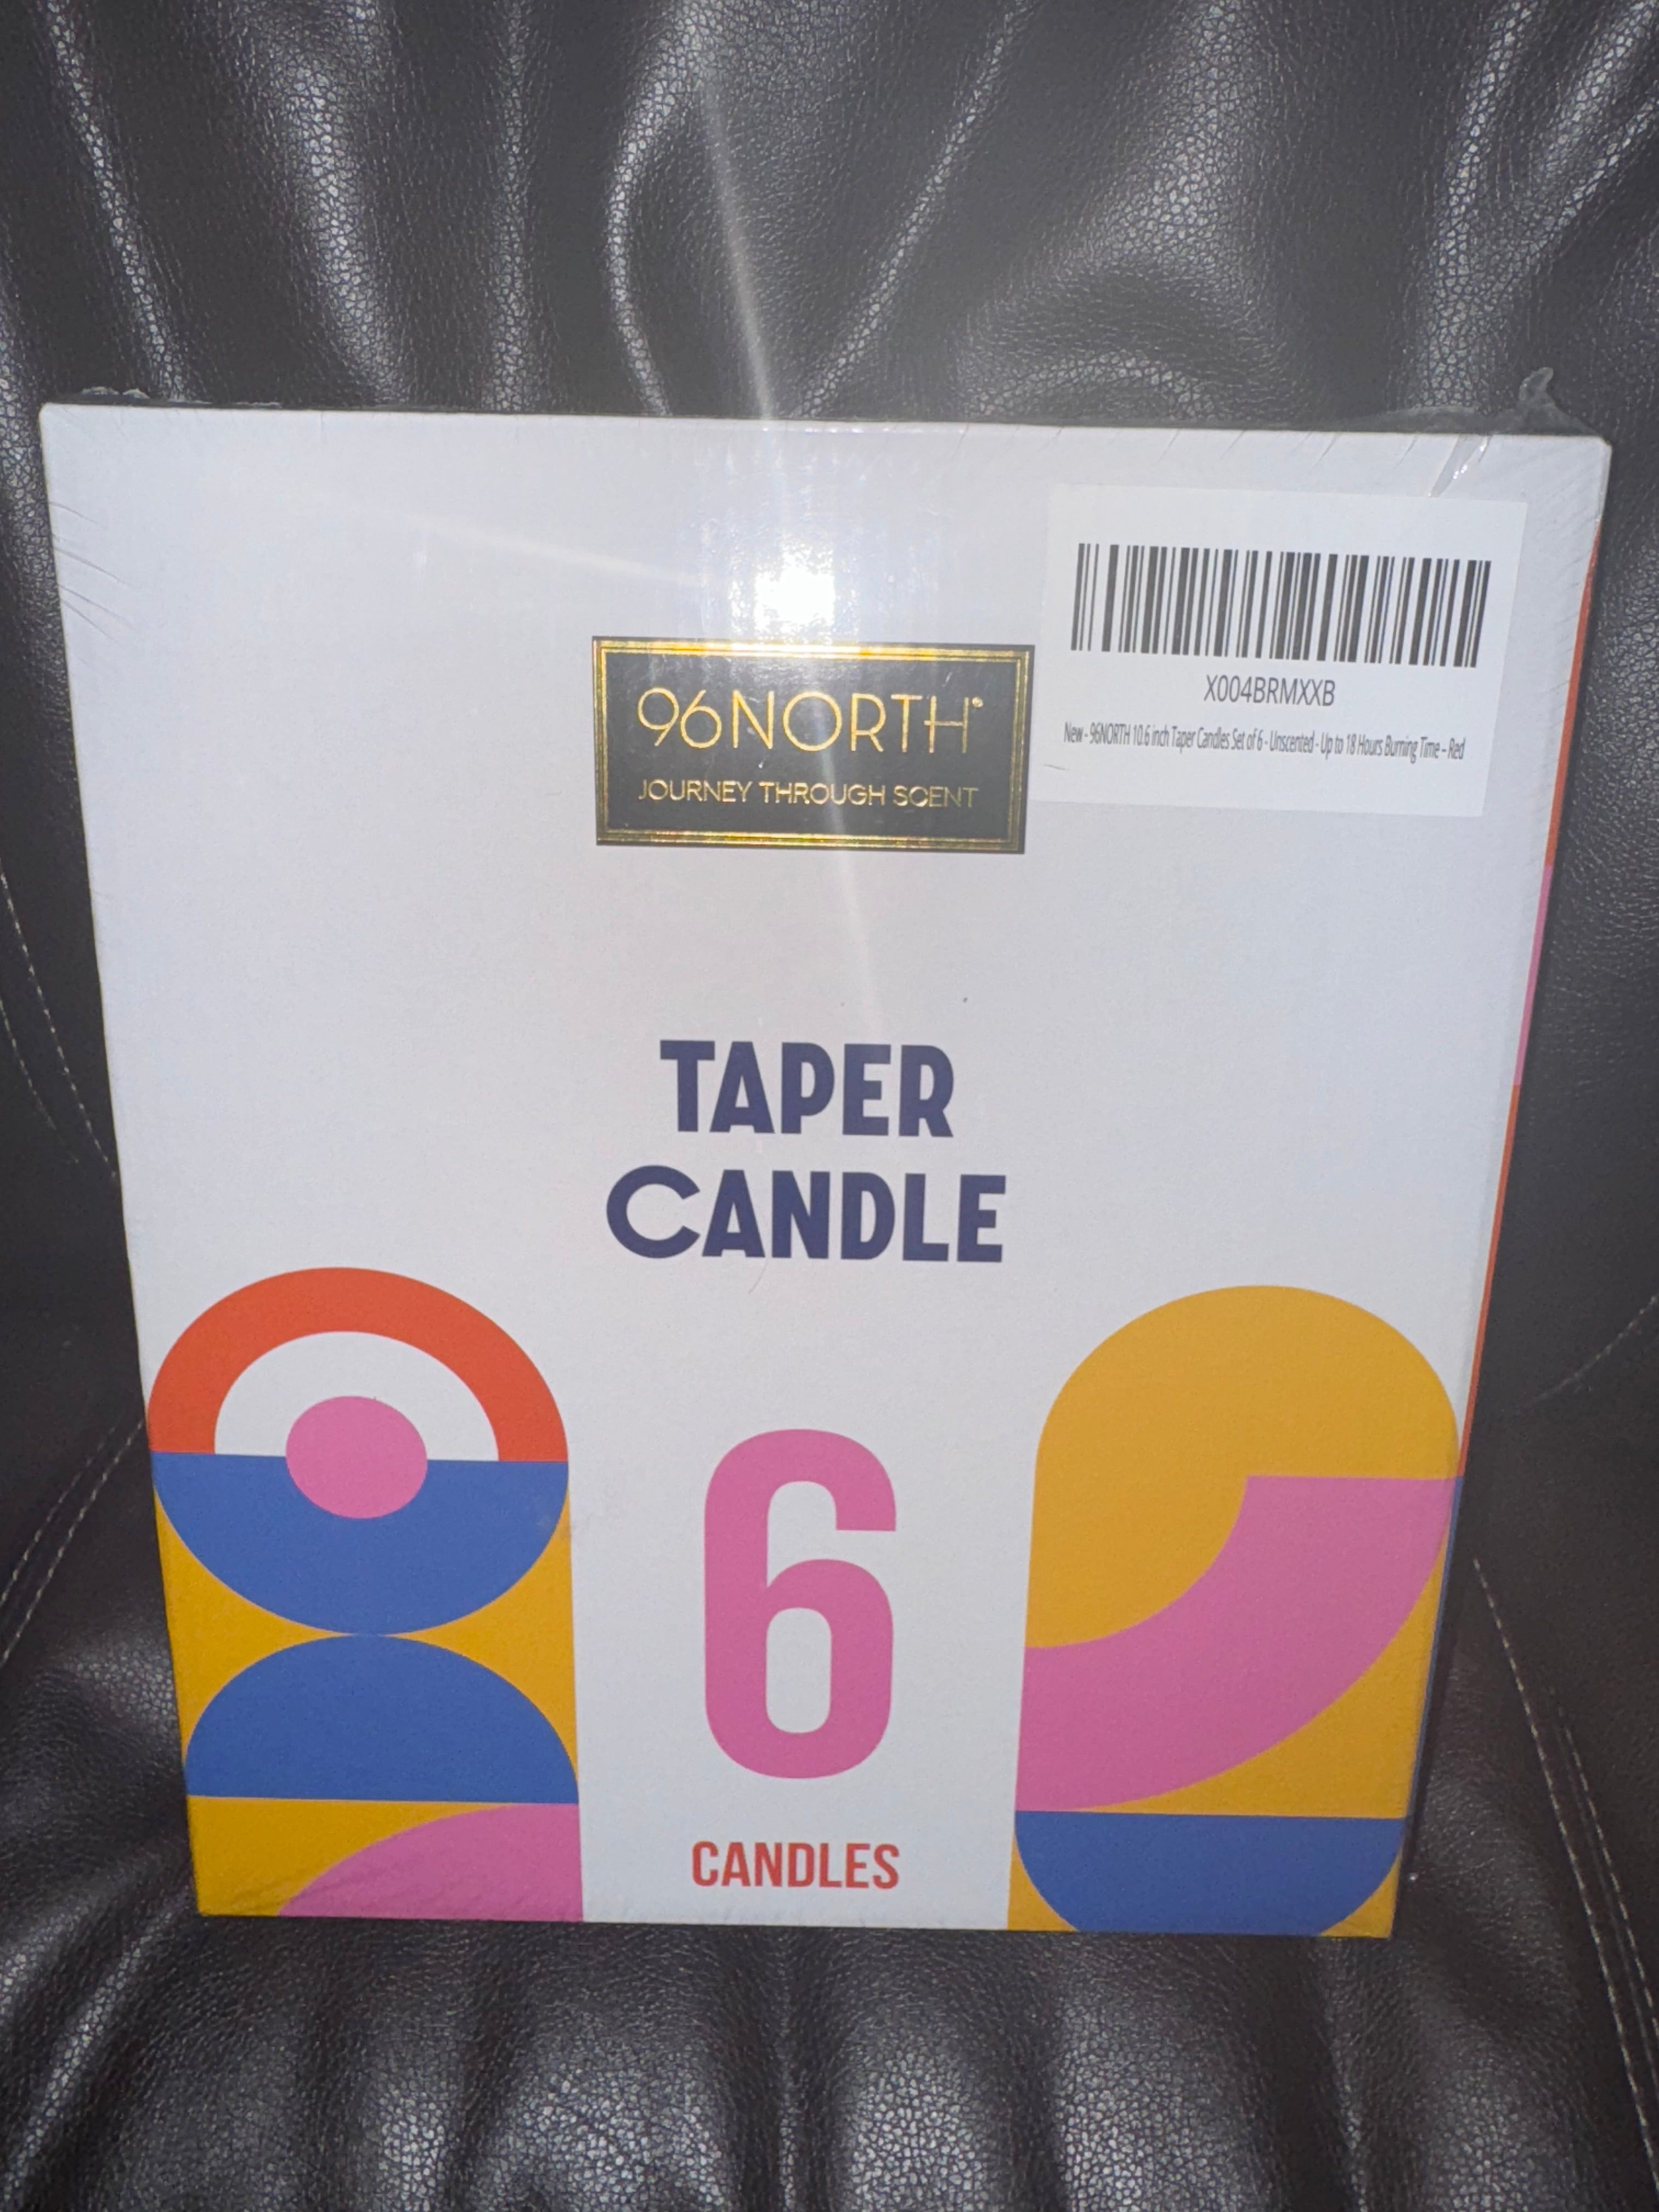 96NORTH®
JOURNEY THROUGH SCENT
X004BRMXXB
New - 96NORTH 10.6 inch Taper Candles Set of 6 - Unscented - Up to 18 Hours Burning Time - Red
TAPER
CANDLE
6
CANDLES